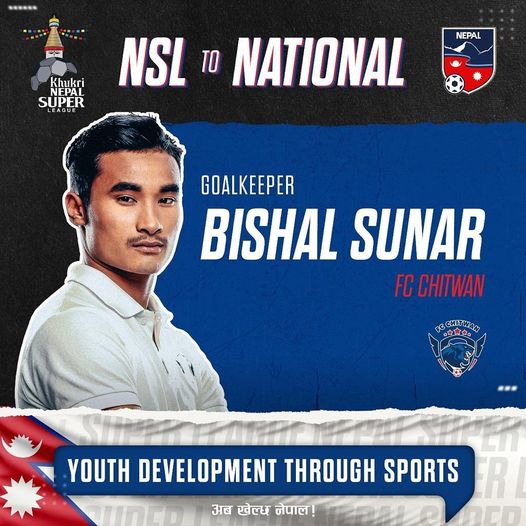 NSL TO NATIONAL
Khukri
NEPAL
SUPER
LEAGUE
NEPAL
GOALKEEPER
BISHAL SUNAR
FC CHITWAN
FC CHITWAN
YOUTH DEVELOPMENT THROUGH SPORTS
अब खेल्छ नेपाल!